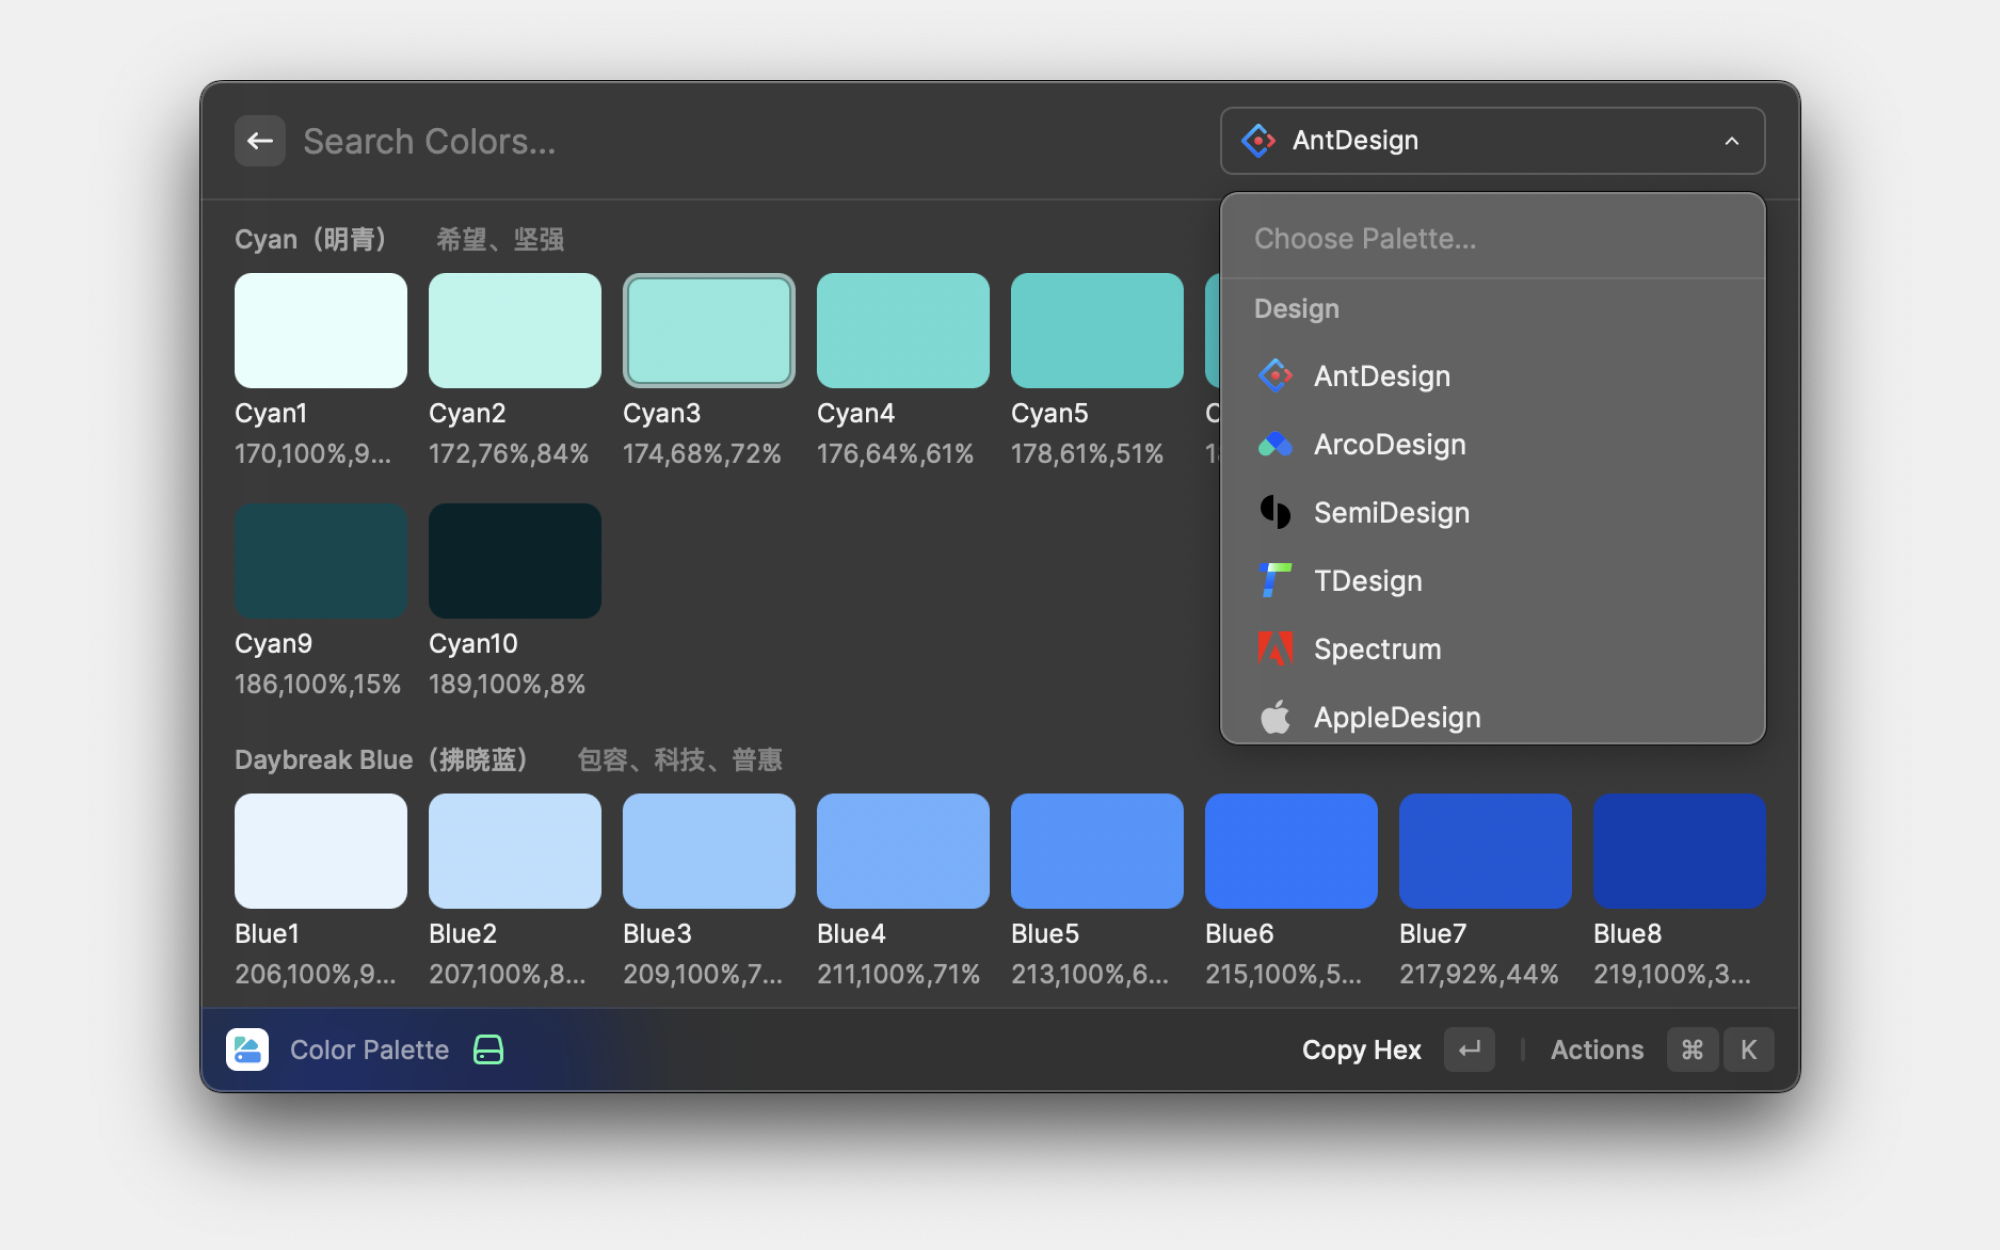 Search Colors...
AntDesign
Cyan（明青） 希望、坚强
Cyan1
Cyan2
Cyan3
Cyan4
Cyan5
170,100%,9...
172,76%,84%
174,68%,72%
176,64%,61%
178,61%,51%
Cyan9
Cyan10
186,100%,15%
189,100%,8%
Choose Palette...
Design
AntDesign
ArcoDesign
SemiDesign
TDesign
Spectrum
AppleDesign
Daybreak Blue（拂晓蓝） 包容、科技、普惠
Blue1
Blue2
Blue3
Blue4
Blue5
Blue6
Blue7
Blue8
206,100%,9...
207,100%,8...
209,100%,7...
211,100%,71%
213,100%,6...
215,100%,5...
217,92%,44%
219,100%,3...
Color Palette
Copy Hex
Actions ⌘ K